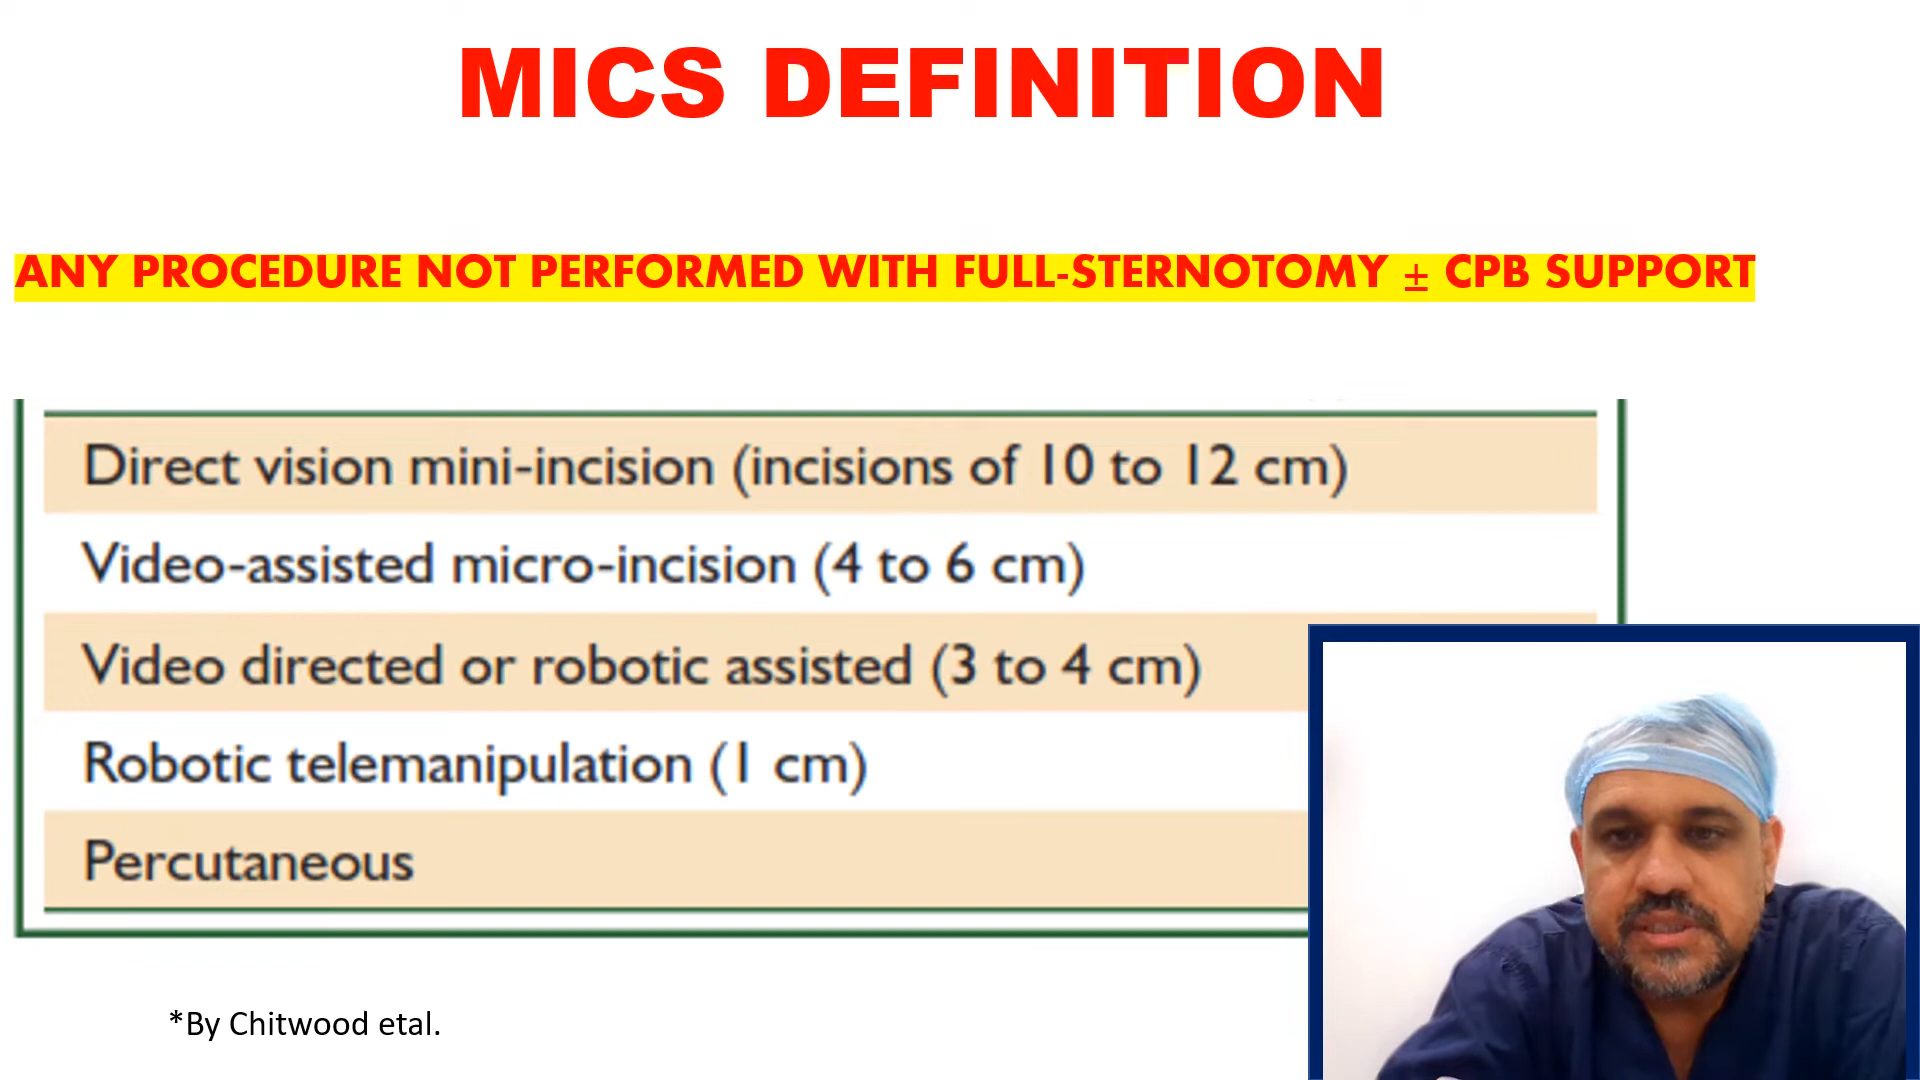 MICS DEFINITION
ANY PROCEDURE NOT PERFORMED WITH FULL-STERNOTOMY ± CPB SUPPORT
Direct vision mini-incision (incisions of 10 to 12 cm)
Video-assisted micro-incision (4 to 6 cm)
Video directed or robotic assisted (3 to 4 cm)
Robotic telemanipulation (1 cm)
Percutaneous
*By Chitwood etal.